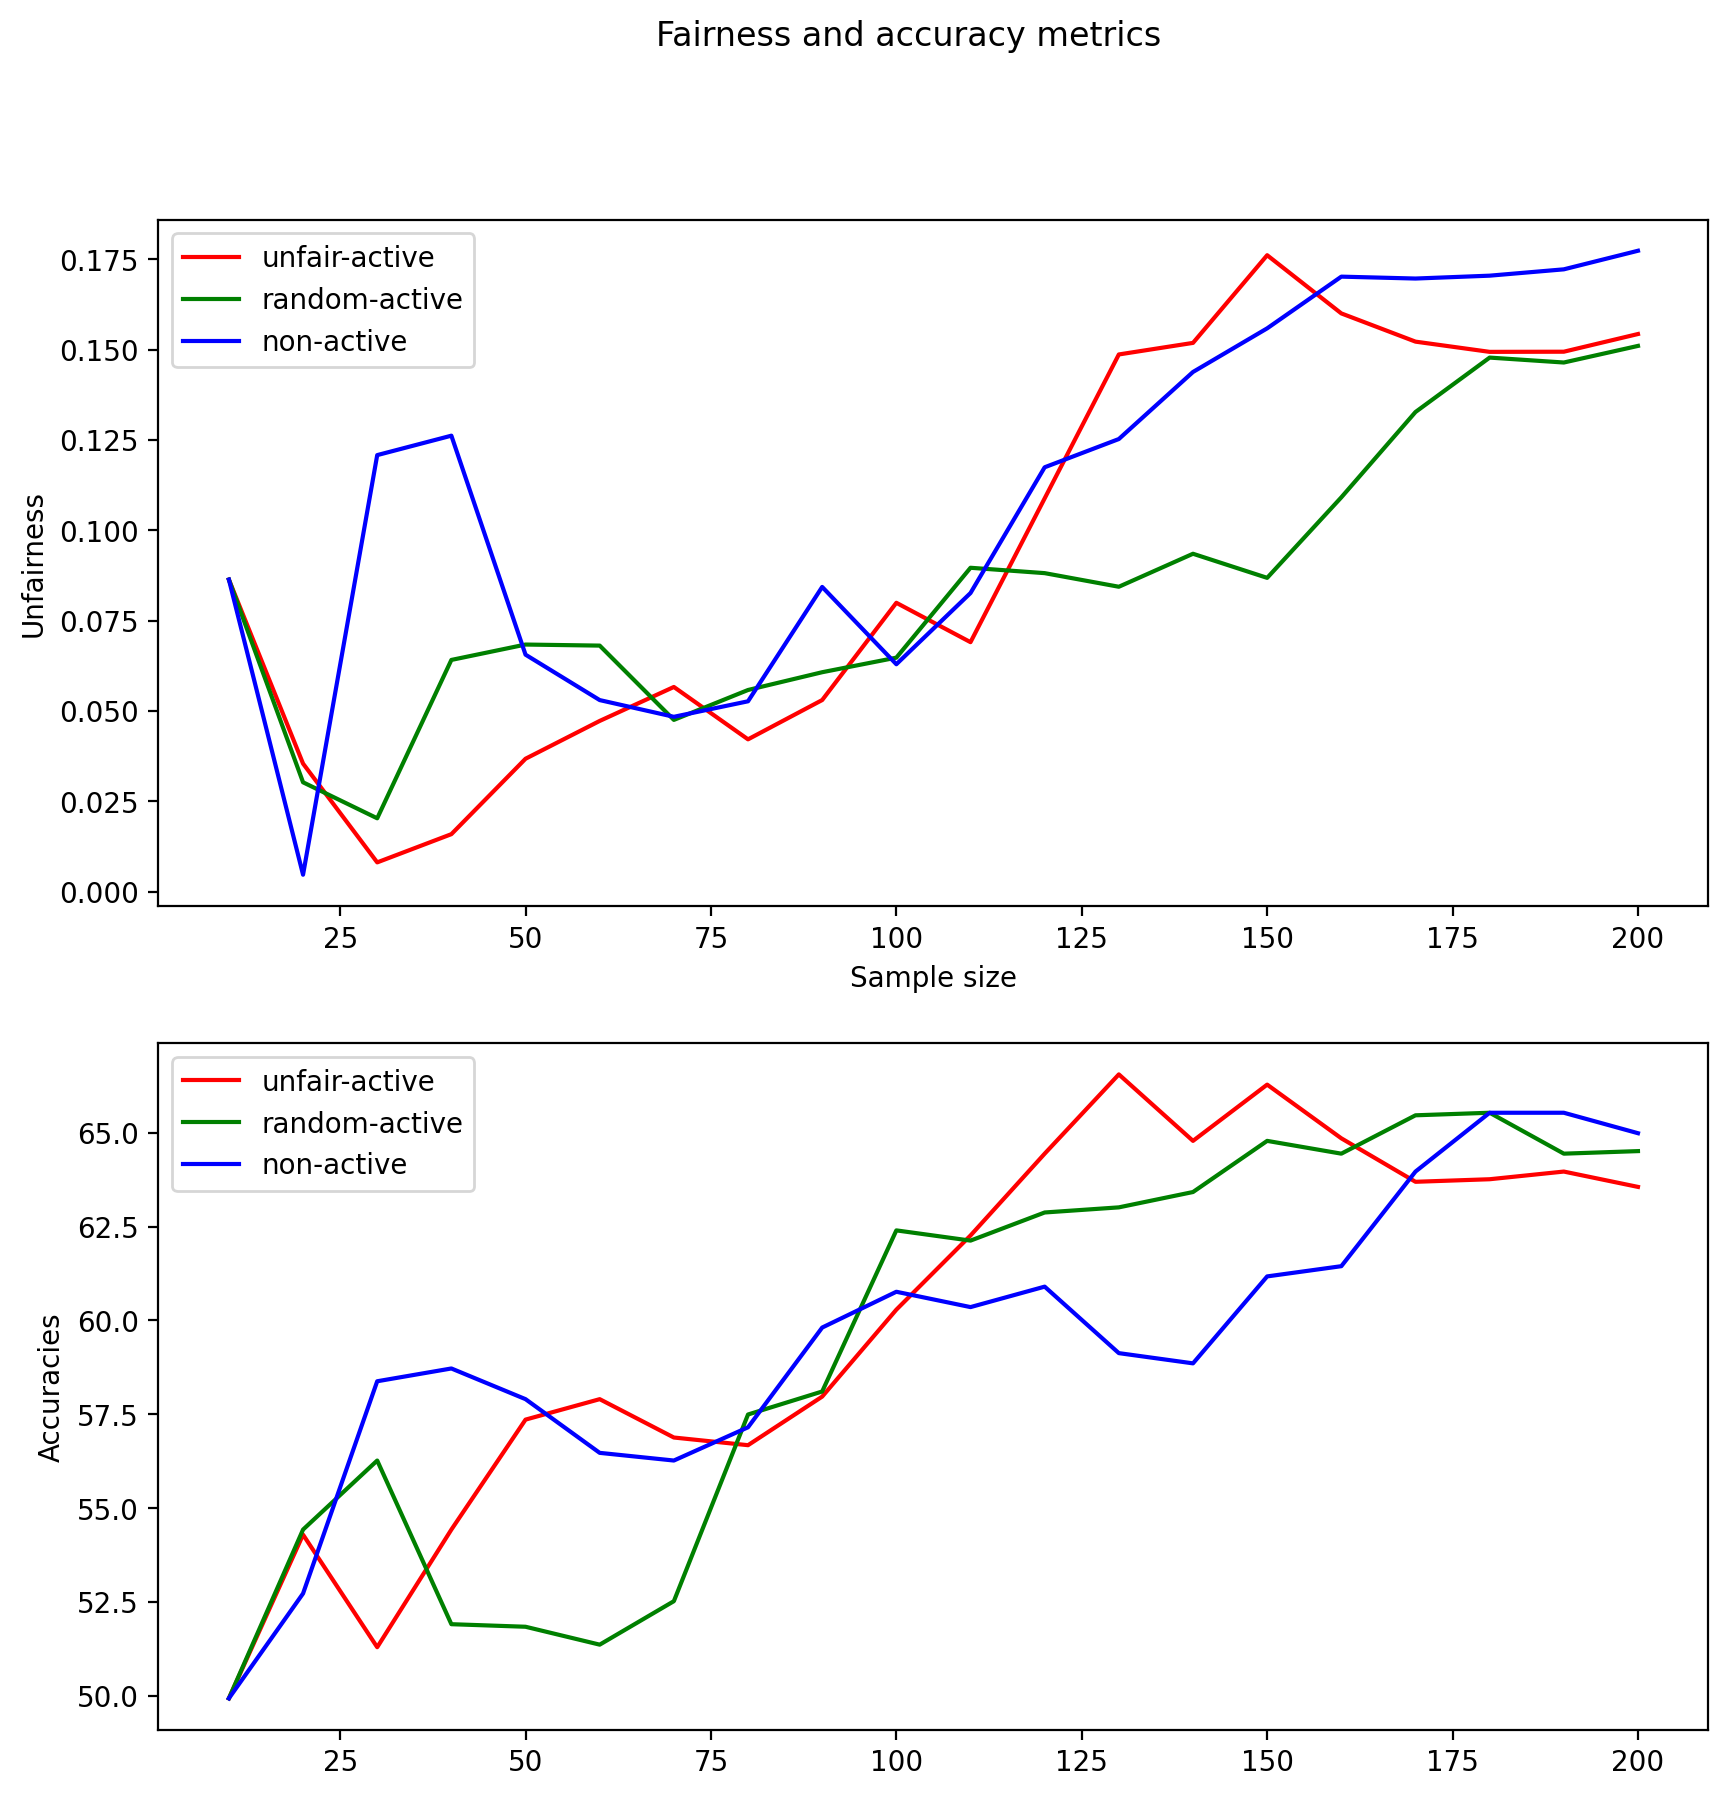 Fairness and accuracy metrics
unfair-active
random-active
non-active
0.175
0.150
0.125
0.100
0.075
0.050
0.025
0.000
Unfairness
25 50 75 100 125 150 175 200
Sample size
unfair-active
random-active
non-active
65.0
62.5
60.0
57.5
55.0
52.5
50.0
Accuracies
25 50 75 100 125 150 175 200